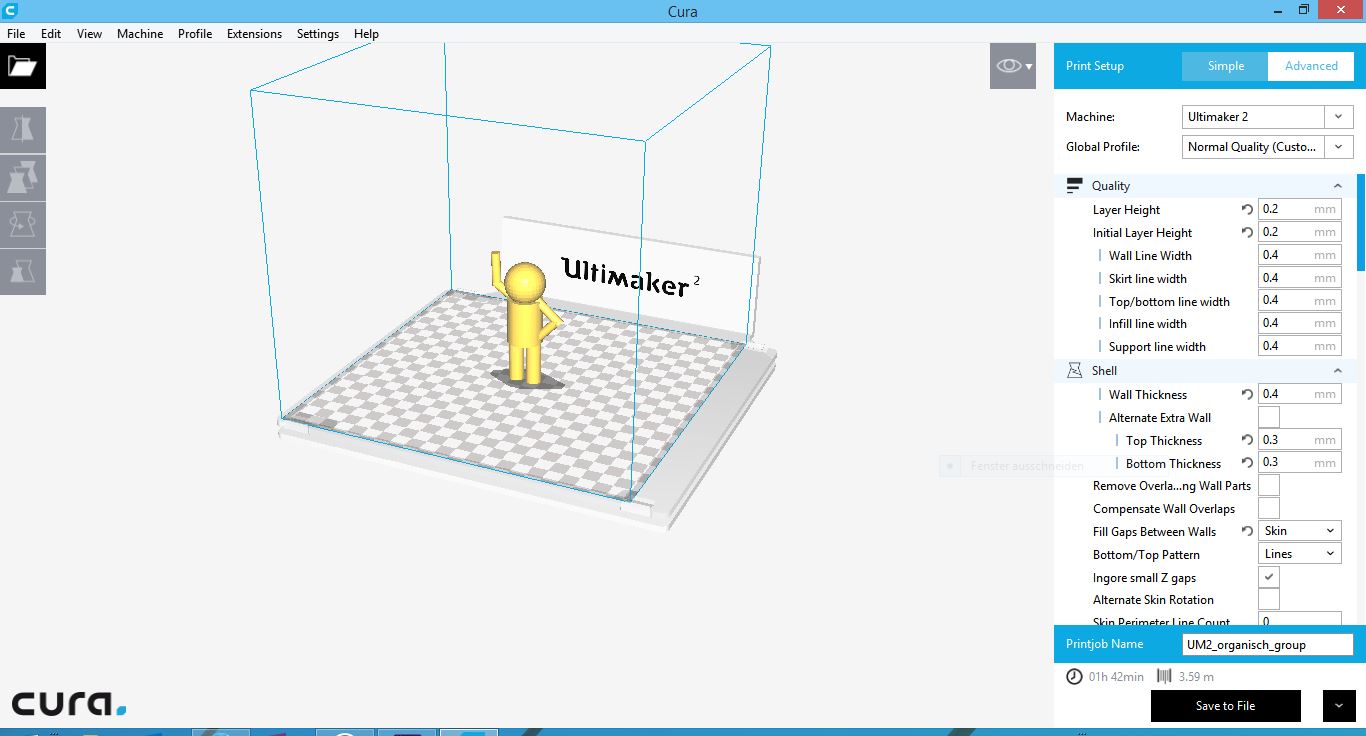 Cura
File Edit View Machine Profile Extensions Settings Help
Print Setup Simple Advanced
Machine: Ultimaker 2
Global Profile: Normal Quality (Custo...
Quality
Layer Height 0.2 mm
Initial Layer Height 0.2 mm
Wall Line Width 0.4 mm
Skirt line width 0.4 mm
Top/bottom line width 0.4 mm
Infill line width 0.4 mm
Support line width 0.4 mm
Shell
Wall Thickness 0.4 mm
Alternate Extra Wall
Top Thickness 0.3 mm
Bottom Thickness 0.3 mm
Remove Overla...ng Wall Parts
Compensate Wall Overlaps
Fill Gaps Between Walls Skin
Bottom/Top Pattern Lines
Ingore small Z gaps
Alternate Skin Rotation
Skin Perimeter Line Count 0
Printjob Name UM2_organisch_group
01h 42min 3.59 m
Save to File
Ultimaker 2
Fenster ausschneiden
cura.